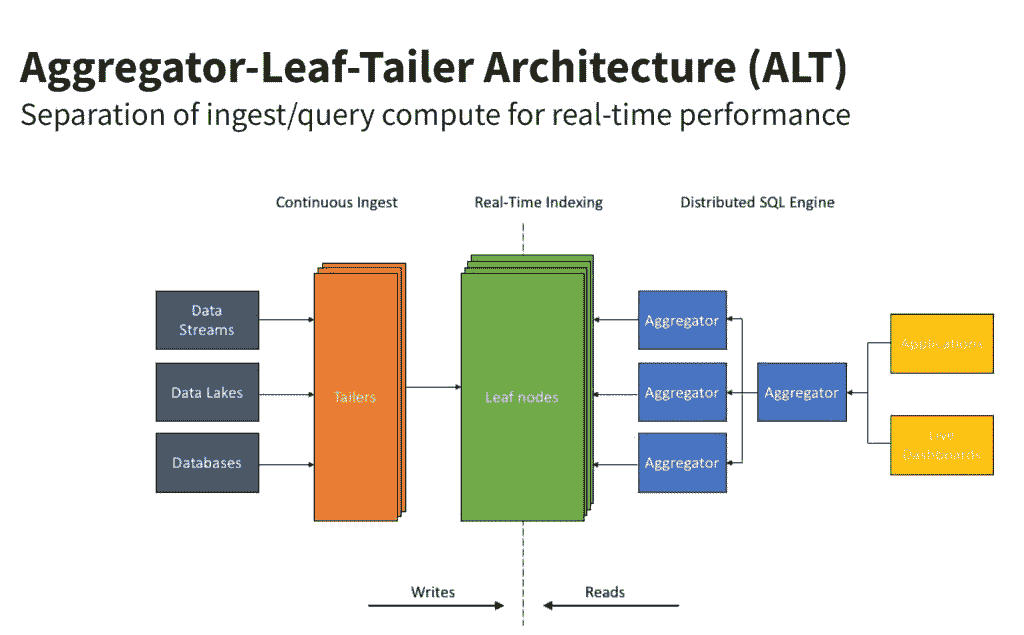 Aggregator-Leaf-Tailer Architecture (ALT)
Separation of ingest/query compute for real-time performance
Continuous Ingest
Real-Time Indexing
Distributed SQL Engine
Data
Streams
Data Lakes
Databases
Tailers
Leaf nodes
Aggregator
Aggregator
Aggregator
Aggregator
Applications
Live
Dashboards
Writes
Reads